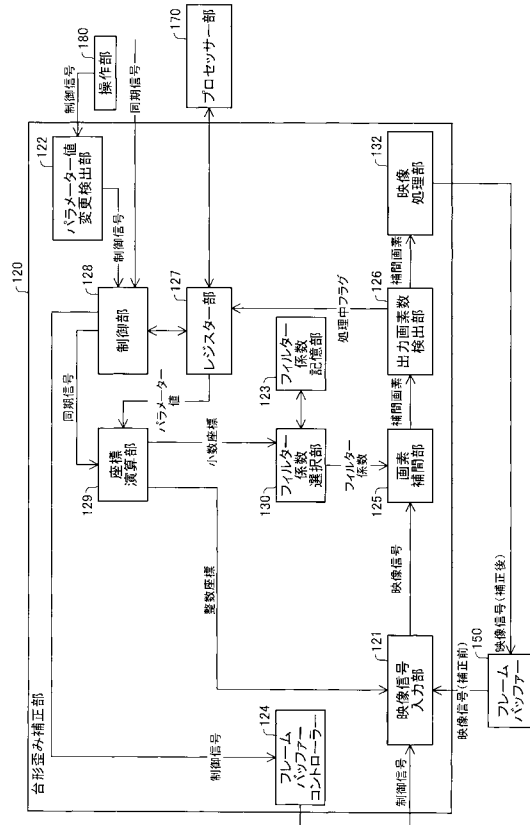 120
台形歪み補正部
制御信号
180
操作部
同期信号
122
パラメーター値
変更検出部
制御信号
128
制御部
同期信号
170
プロセッサー部
127
レジスター部
パラメーター
値
129
座標
演算部
小数座標
整数座標
処理中フラグ
123
フィルター
係数
記憶部
130
フィルター
係数
選択部
フィルター
係数
132
映像
処理部
補間画素
126
出力画素数
検出部
補間画素
125
画素
補間部
映像信号
121
映像信号
入力部
124
フレーム
バッファー
コントローラー
制御信号
制御信号
映像信号(補正前)
映像信号(補正後)
150
フレーム
バッファー